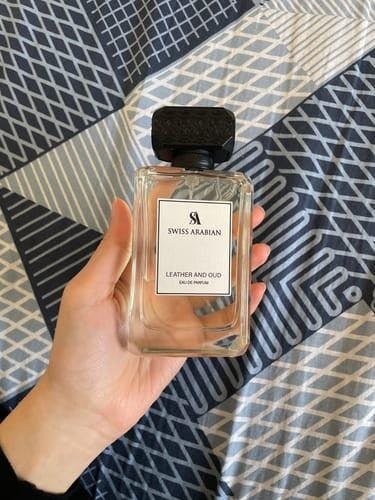 SA
SWISS ARABIAN
LEATHER AND OUD
EAU DE PARFUM